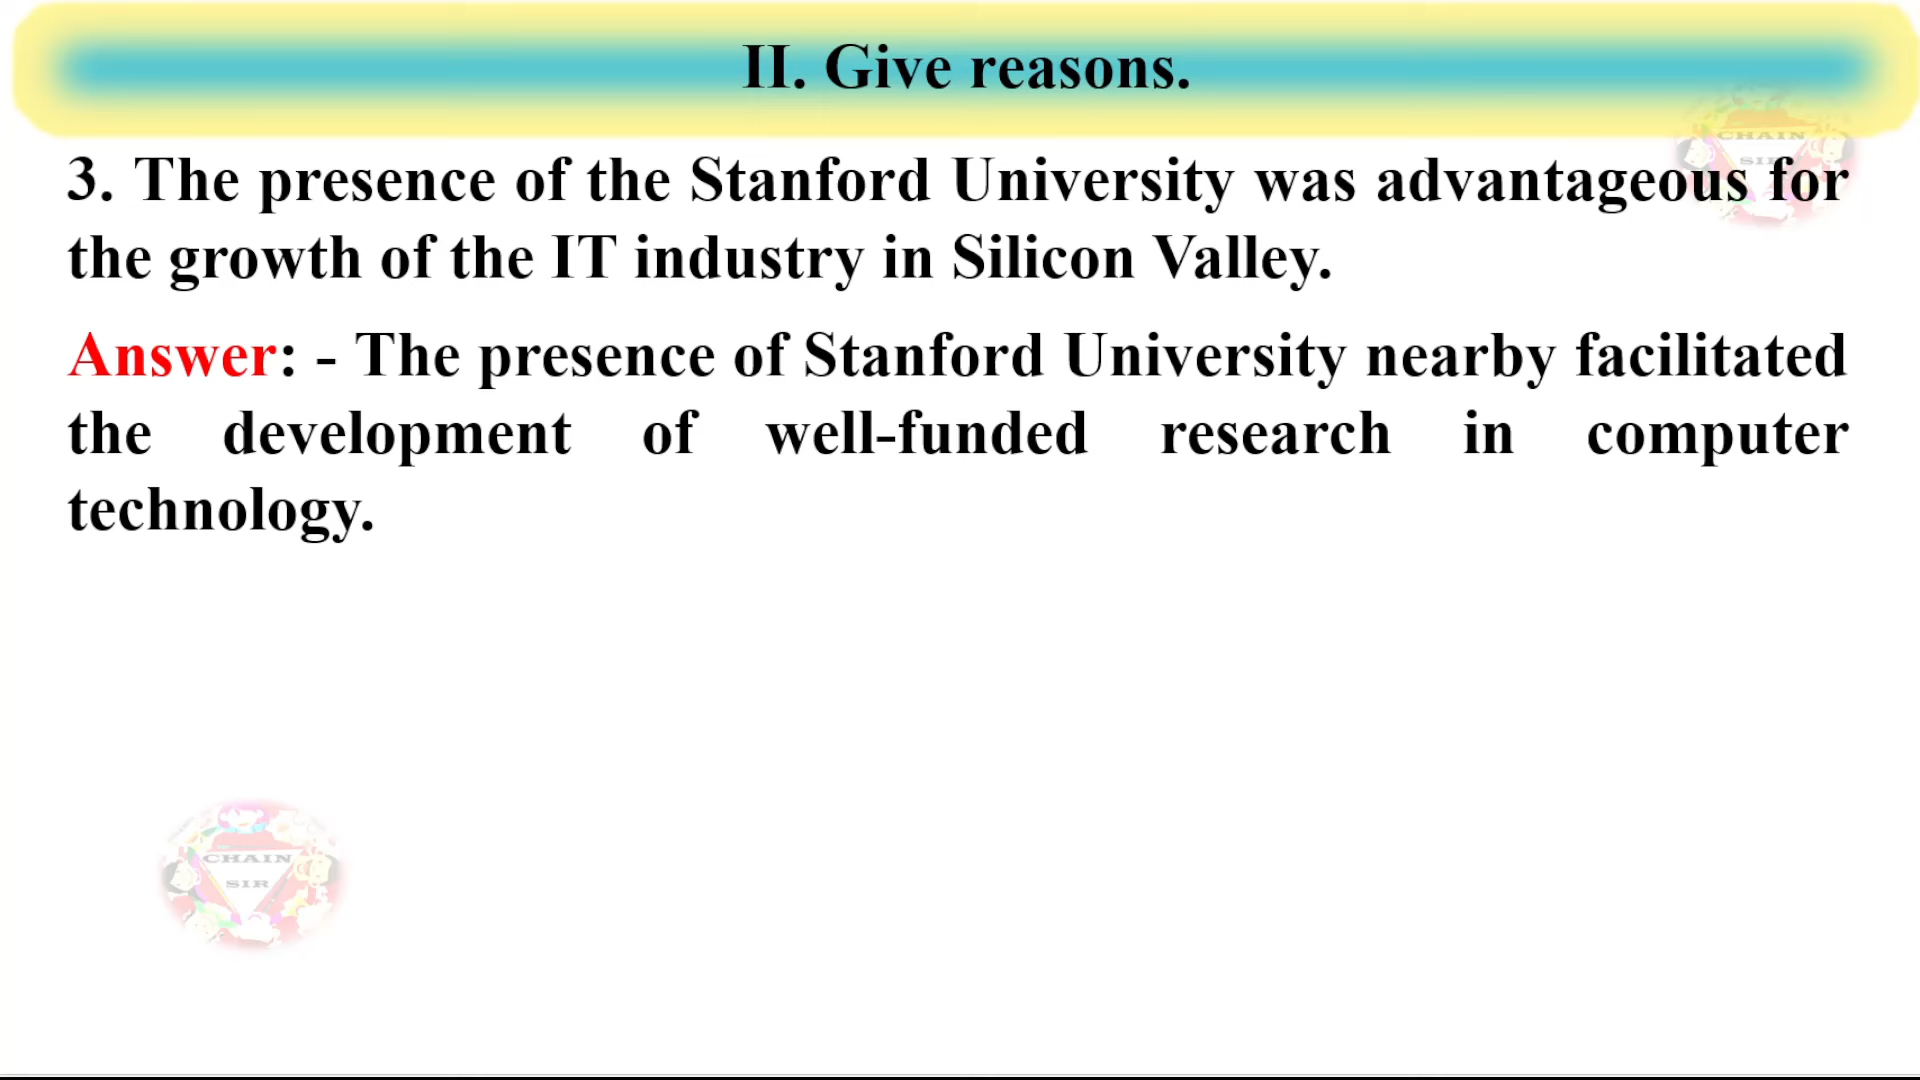 II. Give reasons.
CHAIN
SIR
3. The presence of the Stanford University was advantageous for
the growth of the IT industry in Silicon Valley.
Answer: - The presence of Stanford University nearby facilitated
the development of well-funded research in computer
technology.
CHAIN
SIR